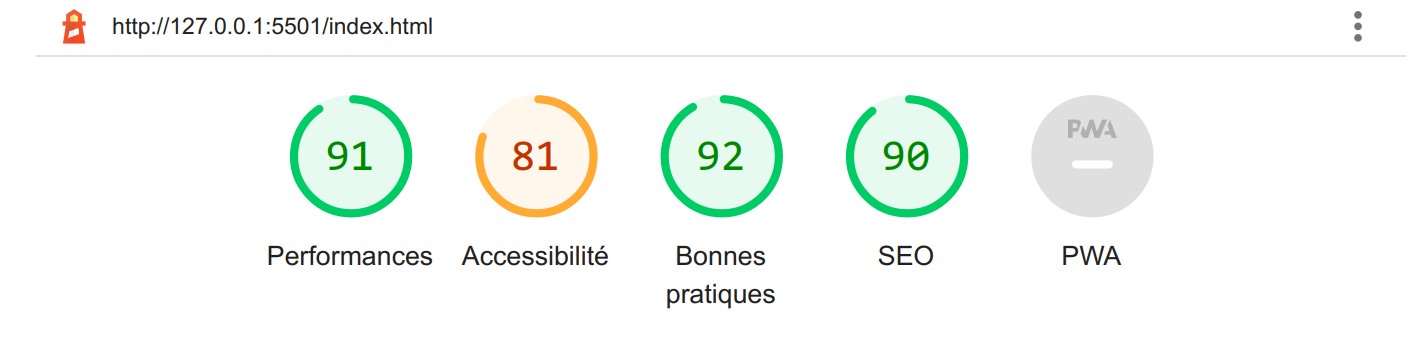 http://127.0.0.1:5501/index.html
91 81 92 90 PWA
Performances Accessibilité Bonnes pratiques SEO PWA